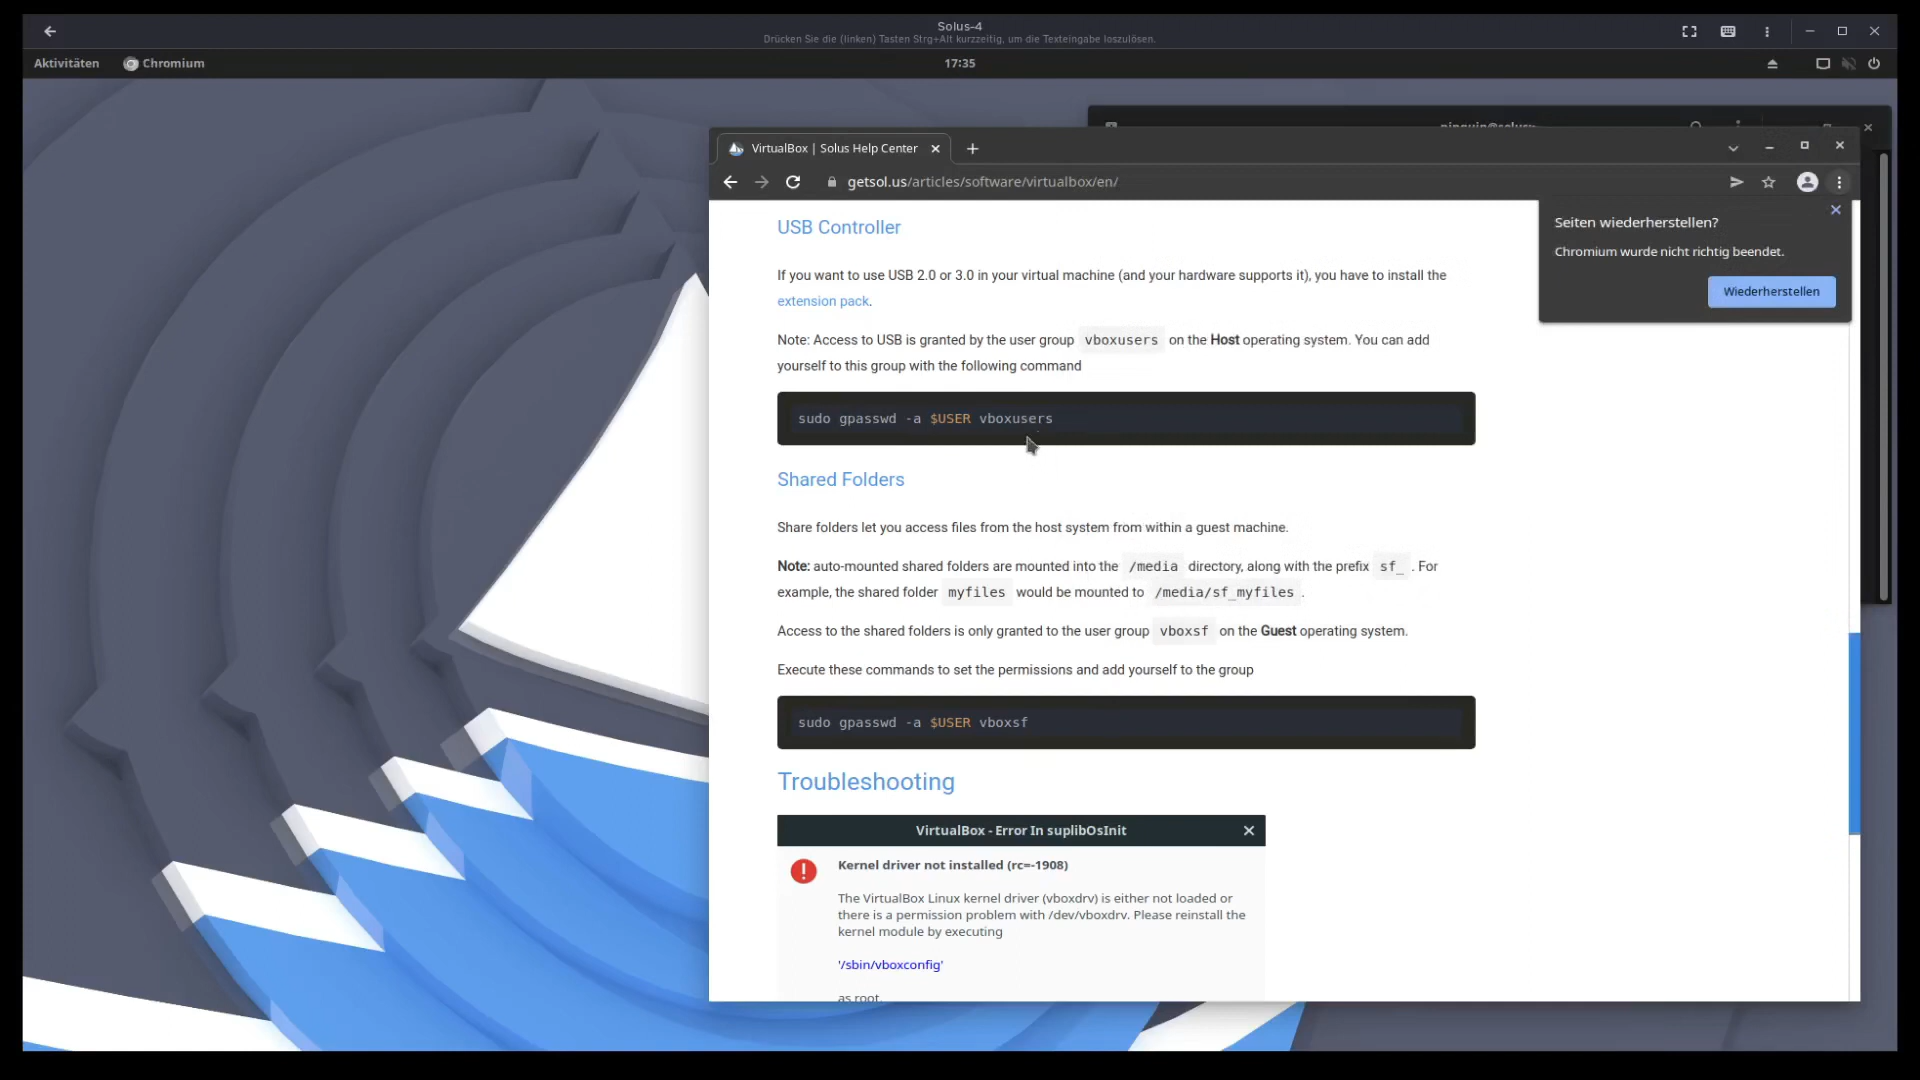 Solus-4
Drücken Sie die (linken) Tasten Strg+Alt kurzzeitig, um die Texteingabe loszulösen.
Aktivitäten
Chromium
17:35
VirtualBox | Solus Help Center
getsol.us/articles/software/virtualbox/en/
Seiten wiederherstellen?
Chromium wurde nicht richtig beendet.
Wiederherstellen
USB Controller
If you want to use USB 2.0 or 3.0 in your virtual machine (and your hardware supports it), you have to install the
extension pack.
Note: Access to USB is granted by the user group vboxusers on the Host operating system. You can add
yourself to this group with the following command
sudo gpasswd -a $USER vboxusers
Shared Folders
Share folders let you access files from the host system from within a guest machine.
Note: auto-mounted shared folders are mounted into the /media directory, along with the prefix sf_ . For
example, the shared folder myfiles would be mounted to /media/sf_myfiles .
Access to the shared folders is only granted to the user group vboxsf on the Guest operating system.
Execute these commands to set the permissions and add yourself to the group
sudo gpasswd -a $USER vboxsf
Troubleshooting
VirtualBox - Error In suplibOsInit
Kernel driver not installed (rc=-1908)
The VirtualBox Linux kernel driver (vboxdrv) is either not loaded or
there is a permission problem with /dev/vboxdrv. Please reinstall the
kernel module by executing
'/sbin/vboxconfig'
as root.